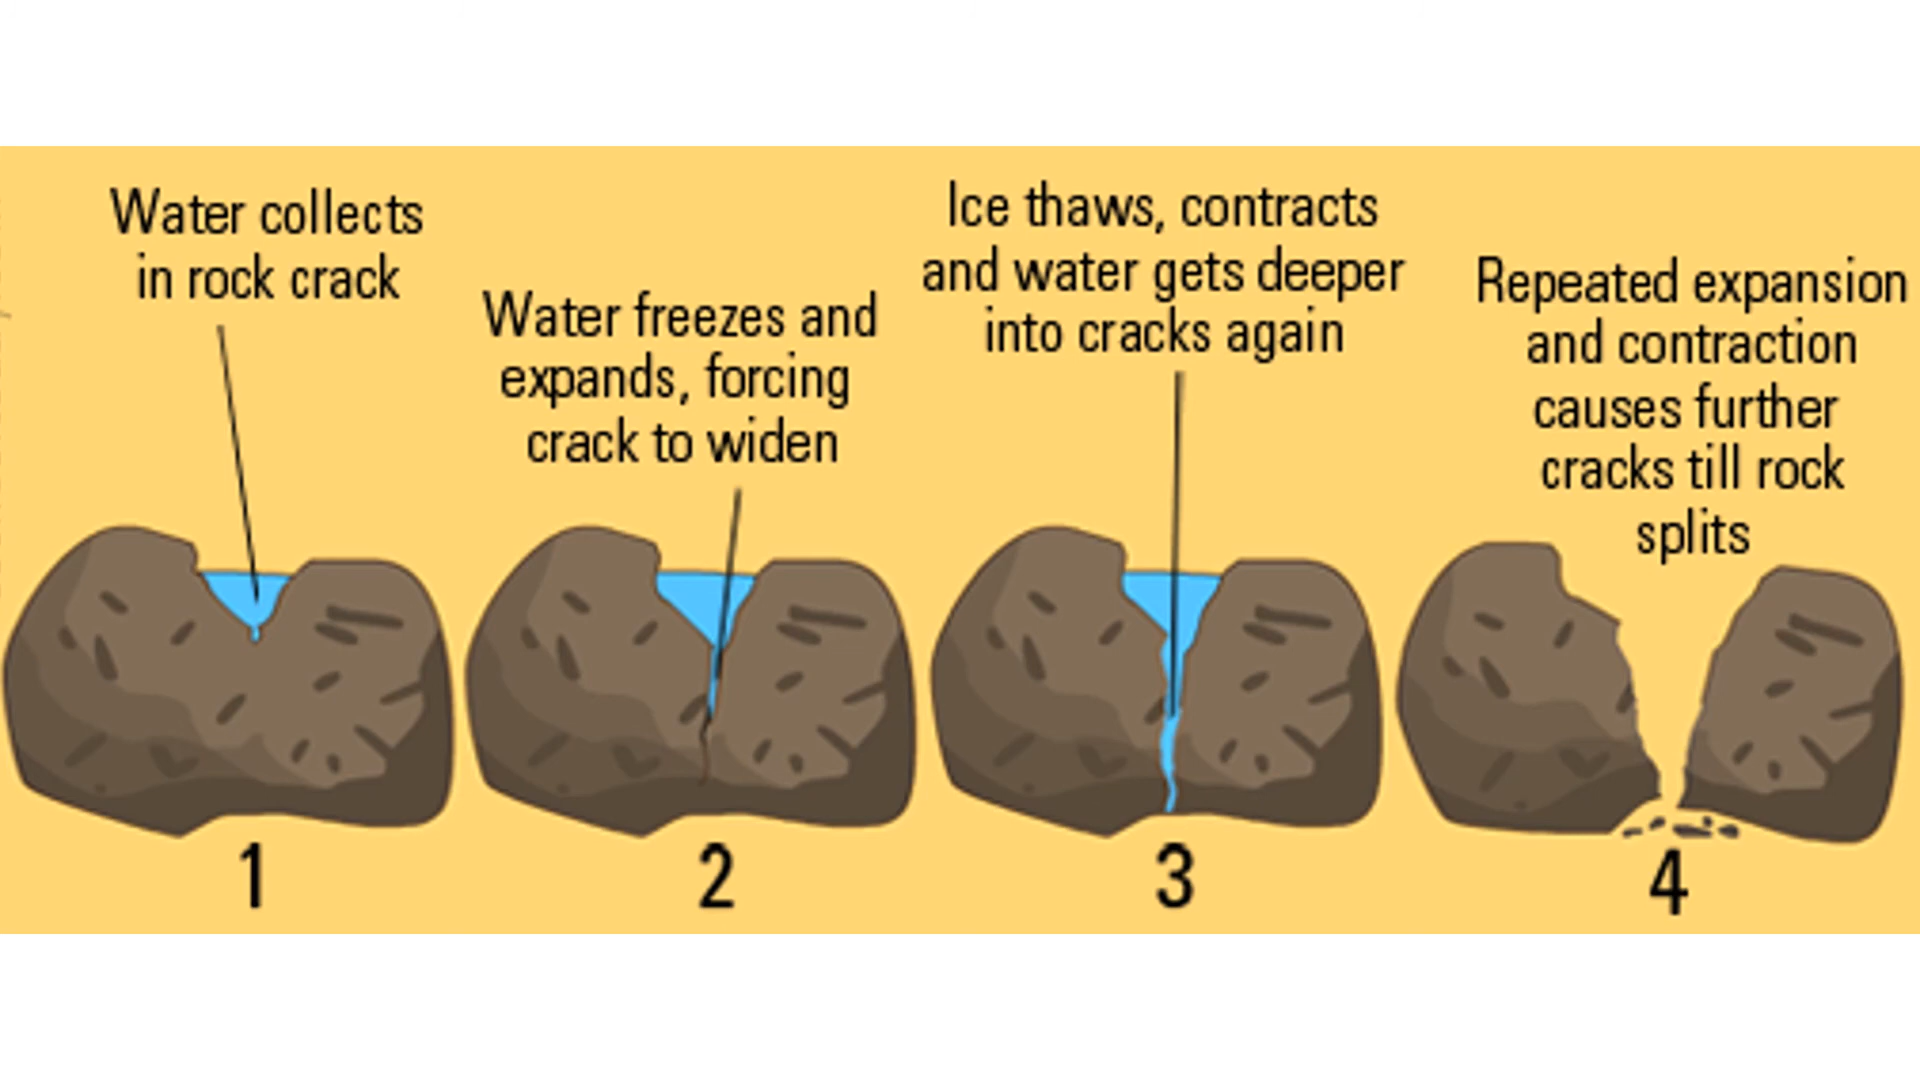 Water collects
in rock crack
Water freezes and
expands, forcing
crack to widen
Ice thaws, contracts
and water gets deeper
into cracks again
Repeated expansion
and contraction
causes further
cracks till rock
splits
1
2
3
4